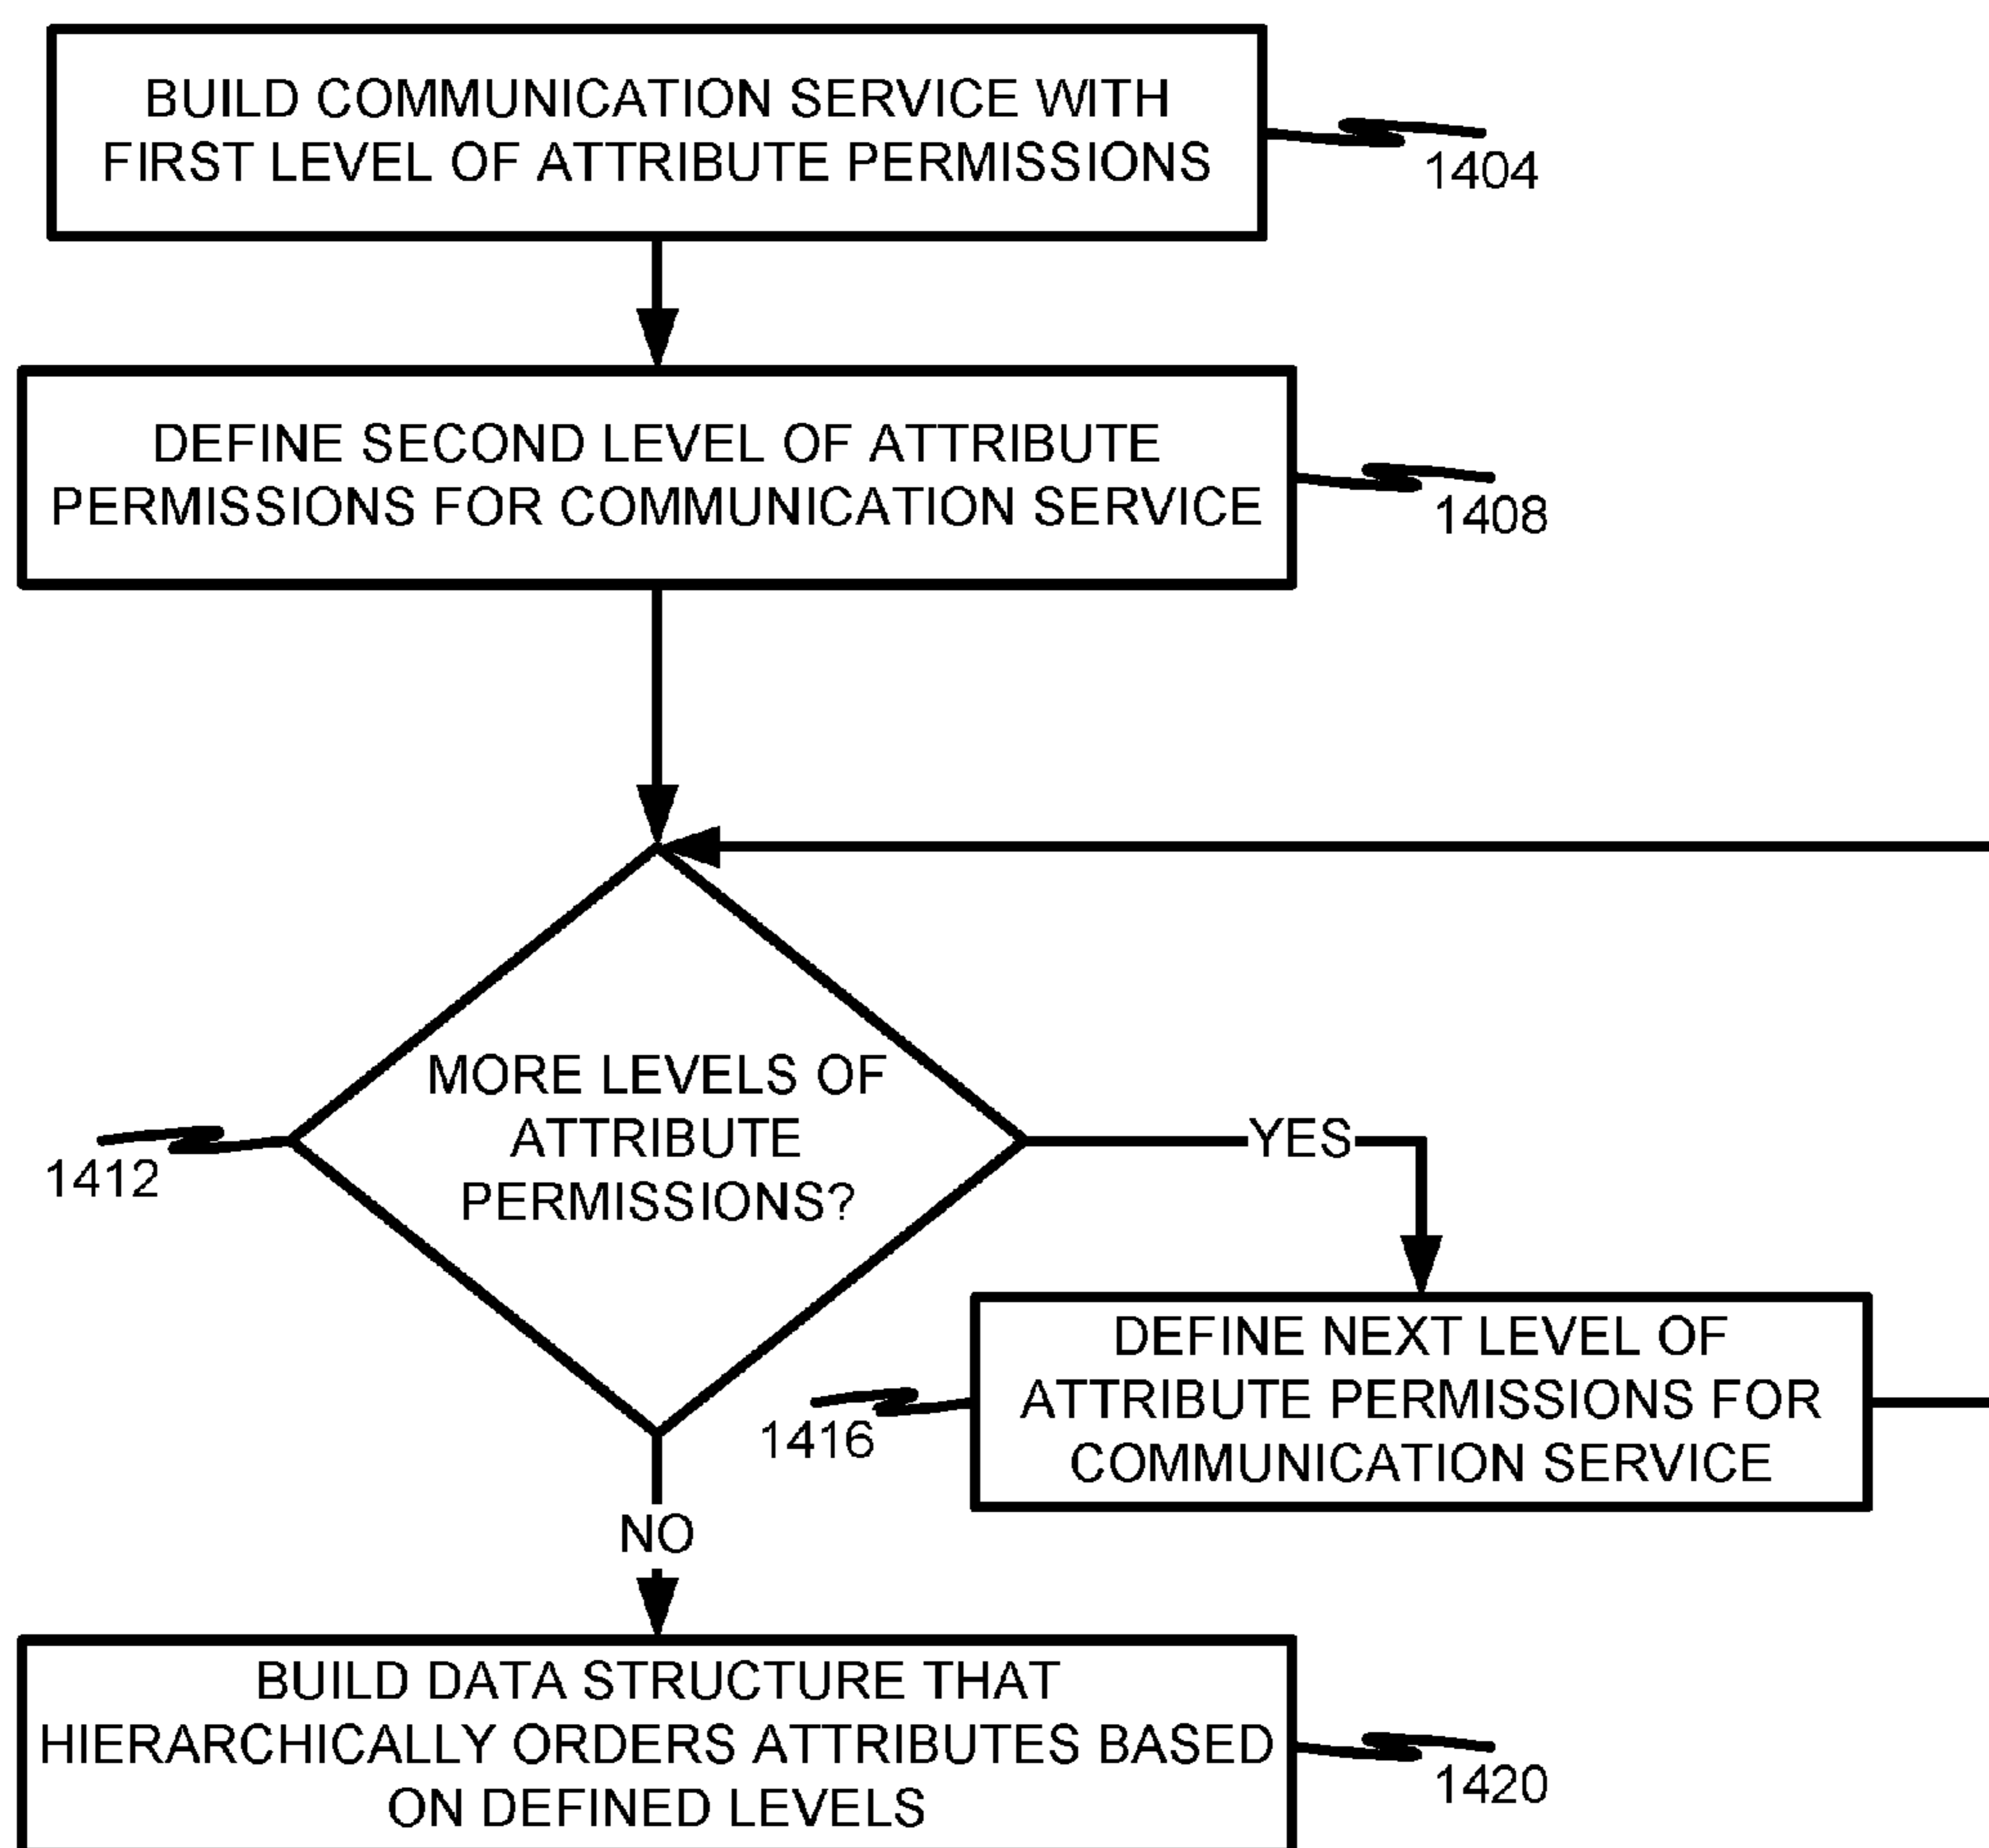 BUILD COMMUNICATION SERVICE WITH
FIRST LEVEL OF ATTRIBUTE PERMISSIONS
1404
DEFINE SECOND LEVEL OF ATTRIBUTE
PERMISSIONS FOR COMMUNICATION SERVICE
1408
MORE LEVELS OF
ATTRIBUTE
PERMISSIONS?
1412
YES
DEFINE NEXT LEVEL OF
ATTRIBUTE PERMISSIONS FOR
COMMUNICATION SERVICE
1416
NO
BUILD DATA STRUCTURE THAT
HIERARCHICALLY ORDERS ATTRIBUTES BASED
ON DEFINED LEVELS
1420